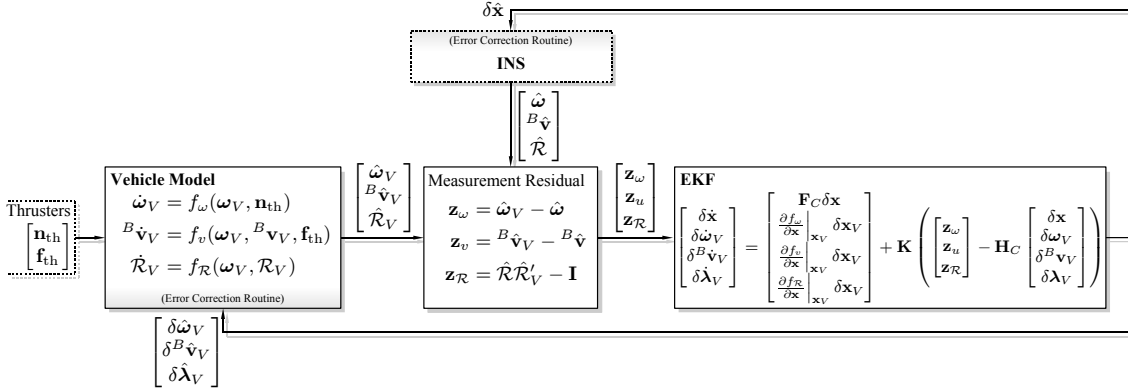 δx̂
(Error Correction Routine)
INS
[ω̂
ᴮv̂
ℛ̂]
Thrusters
[n_th
f_th]
Vehicle Model
ω̇_V = f_ω(ω_V, n_th)
ᴮv̇_V = f_v(ω_V, ᴮv_V, f_th)
ℛ̇_V = f_ℛ(ω_V, ℛ_V)
(Error Correction Routine)
[ω̂_V
ᴮv̂_V
ℛ̂_V]
Measurement Residual
z_ω = ω̂_V − ω̂
z_v = ᴮv̂_V − ᴮv̂
z_ℛ = ℛ̂ℛ̂′_V − I
[z_ω
z_u
z_ℛ]
EKF
[δẋ; δω̇_V; δᴮv̇_V; δλ̇_V] = [F_C δx; ∂f_ω/∂x|_x_V δx_V; ∂f_v/∂x|_x_V δx_V; ∂f_ℛ/∂x|_x_V δx_V] + K ([z_ω; z_u; z_ℛ] − H_C [δx; δω_V; δᴮv_V; δλ_V])
[δω̂_V
δᴮv̂_V
δλ̂_V]